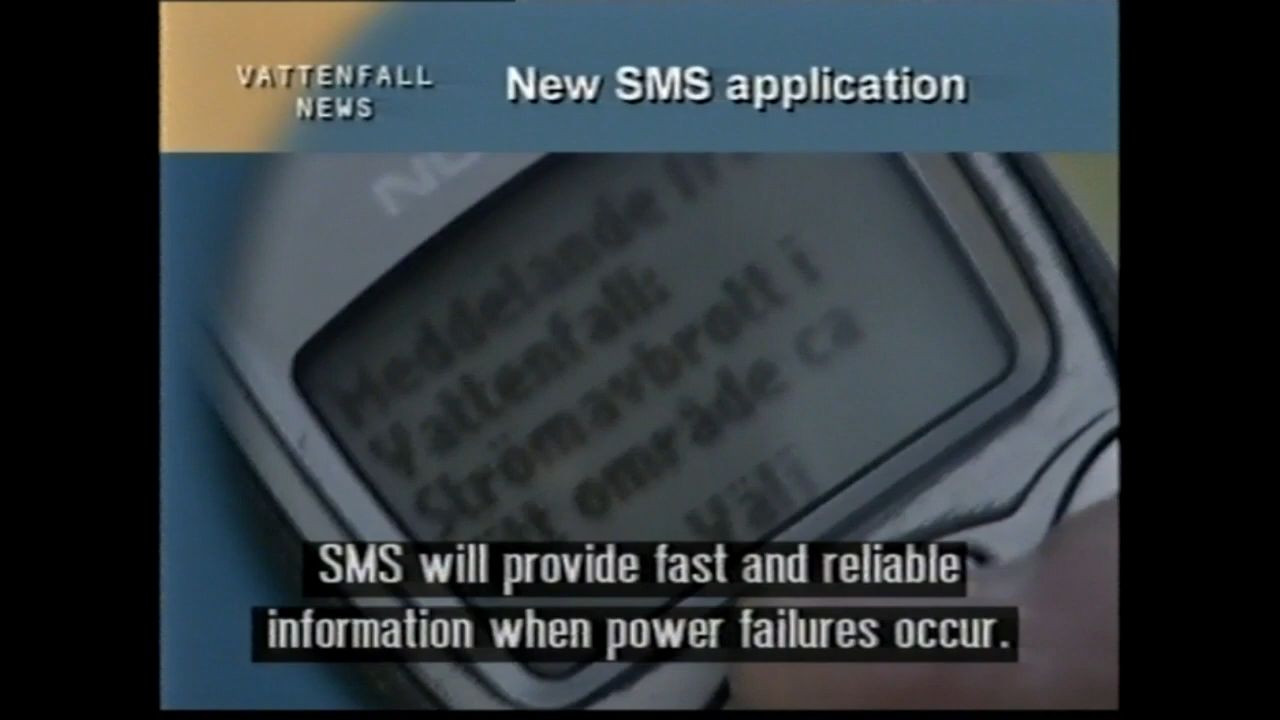 VATTENFALL
NEWS
New SMS application
Meddelande
Vattenfall:
Strömavbrott i
område ca
Välj
SMS will provide fast and reliable
information when power failures occur.